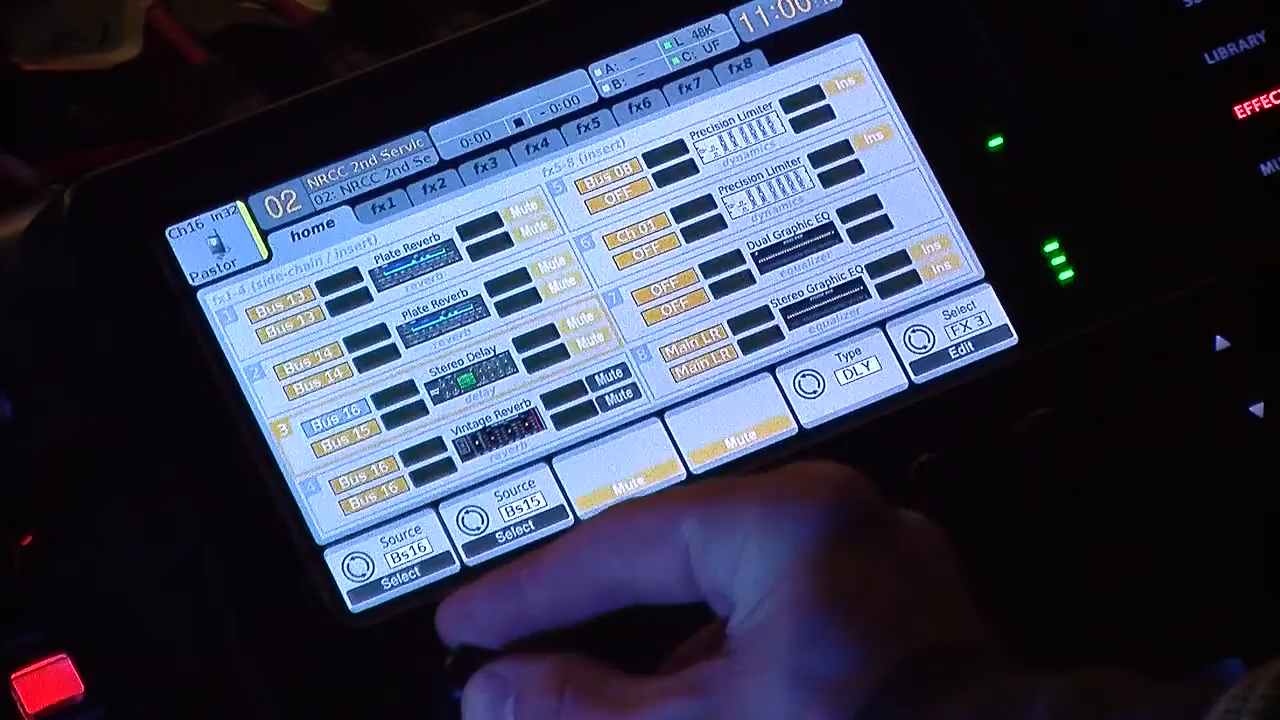 Ch16 In32
Pastor
02
NRCC 2nd Servic
02: NRCC 2nd Se
0:00
- 0:00
A: -
B: -
L: 48K
C: UF
11:00
home
fx1
fx2
fx3
fx4
fx5
fx6
fx7
fx8
fx1-4 (side-chain / insert)
1
Bus 13
Bus 13
Plate Reverb
reverb
Mute
Mute
2
Bus 14
Bus 14
Plate Reverb
reverb
Mute
Mute
3
Bus 16
Bus 15
Stereo Delay
delay
Mute
Mute
4
Bus 16
Bus 16
Vintage Reverb
reverb
Mute
Mute
fx5-8 (insert)
5
Bus 08
OFF
Precision Limiter
dynamics
Ins
6
Ch 01
OFF
Precision Limiter
dynamics
Ins
7
OFF
OFF
Dual Graphic EQ
equalizer
8
Main LR
Main LR
Stereo Graphic EQ
equalizer
Ins
Ins
Source
Bs16
Select
Source
Bs15
Select
Mute
Mute
Type
DLY
Select
FX 3
Edit
LIBRARY
EFFEC